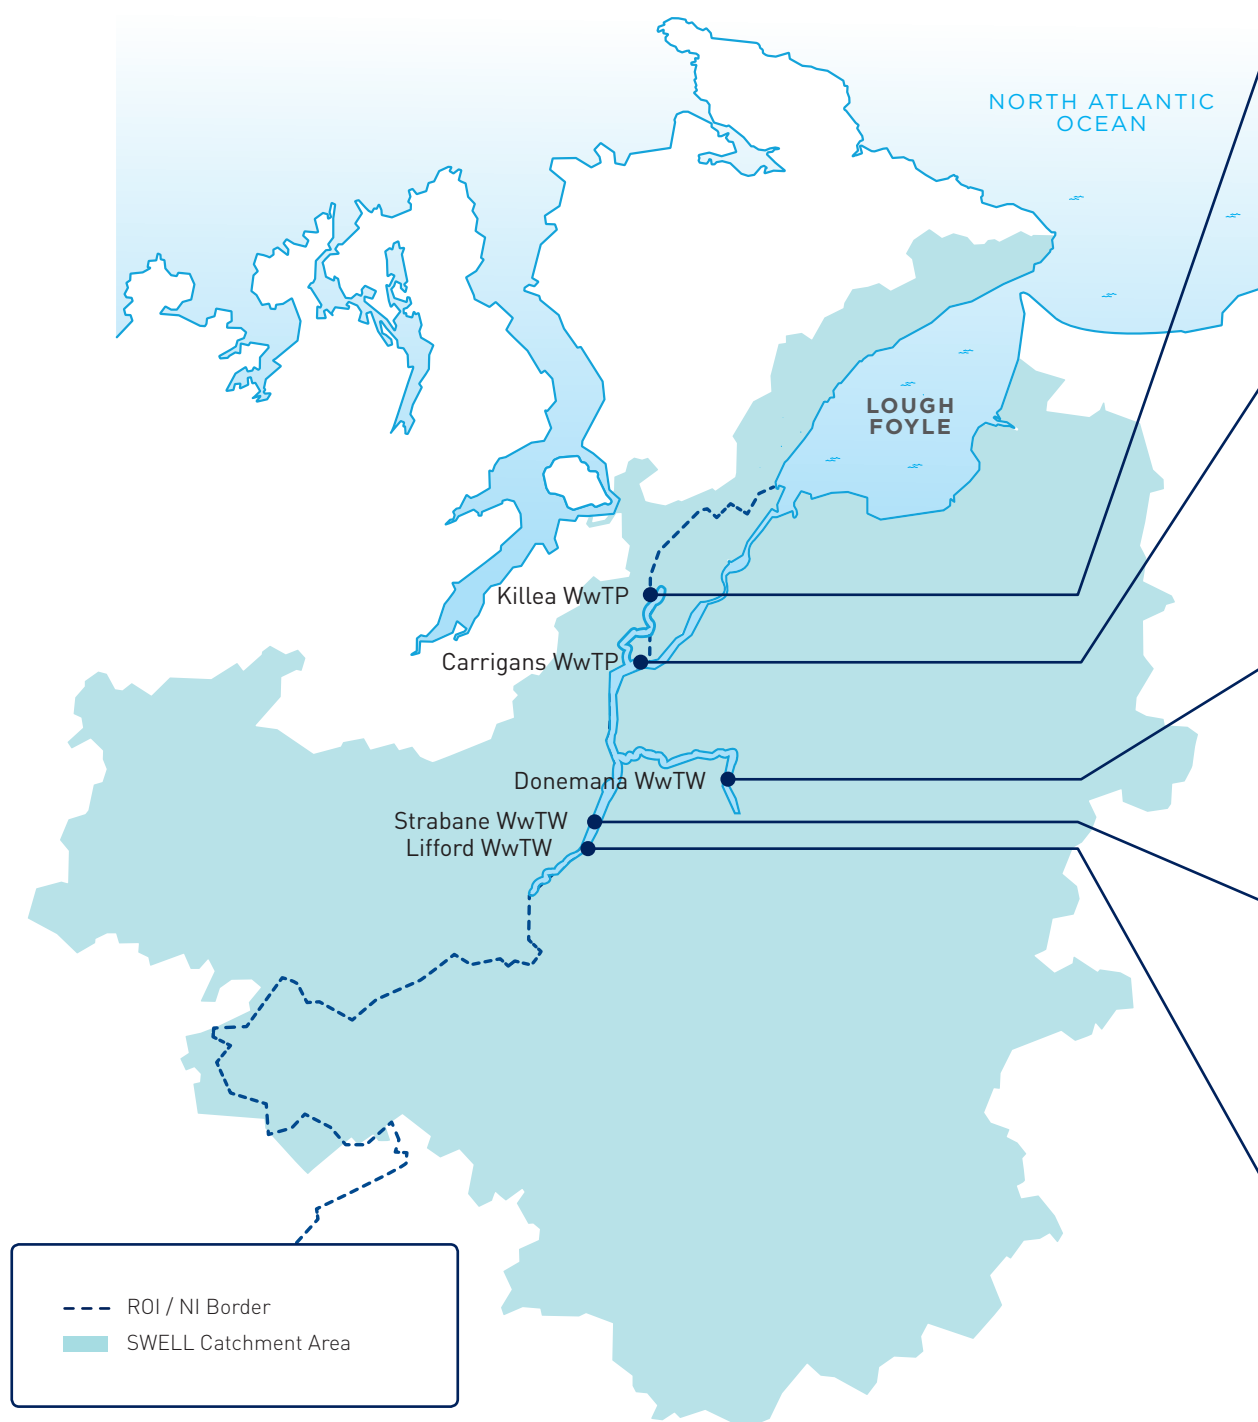 NORTH ATLANTIC
OCEAN
LOUGH
FOYLE
Killea WwTP
Carrigans WwTP
Donemana WwTW
Strabane WwTW
Lifford WwTW
ROI / NI Border
SWELL Catchment Area